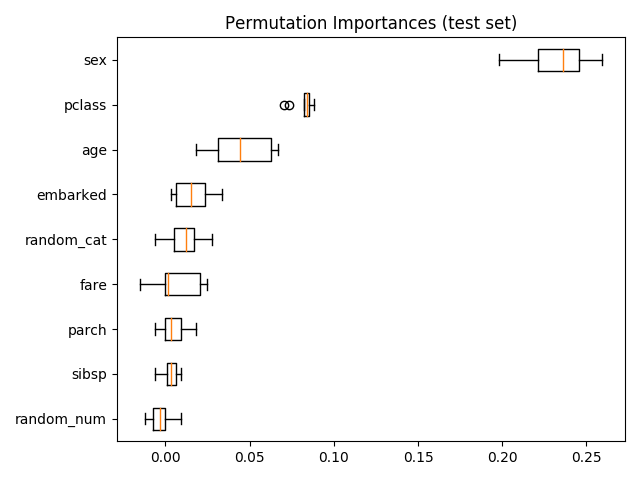 Permutation Importances (test set)
sex
pclass
age
embarked
random_cat
fare
parch
sibsp
random_num
0.00 0.05 0.10 0.15 0.20 0.25